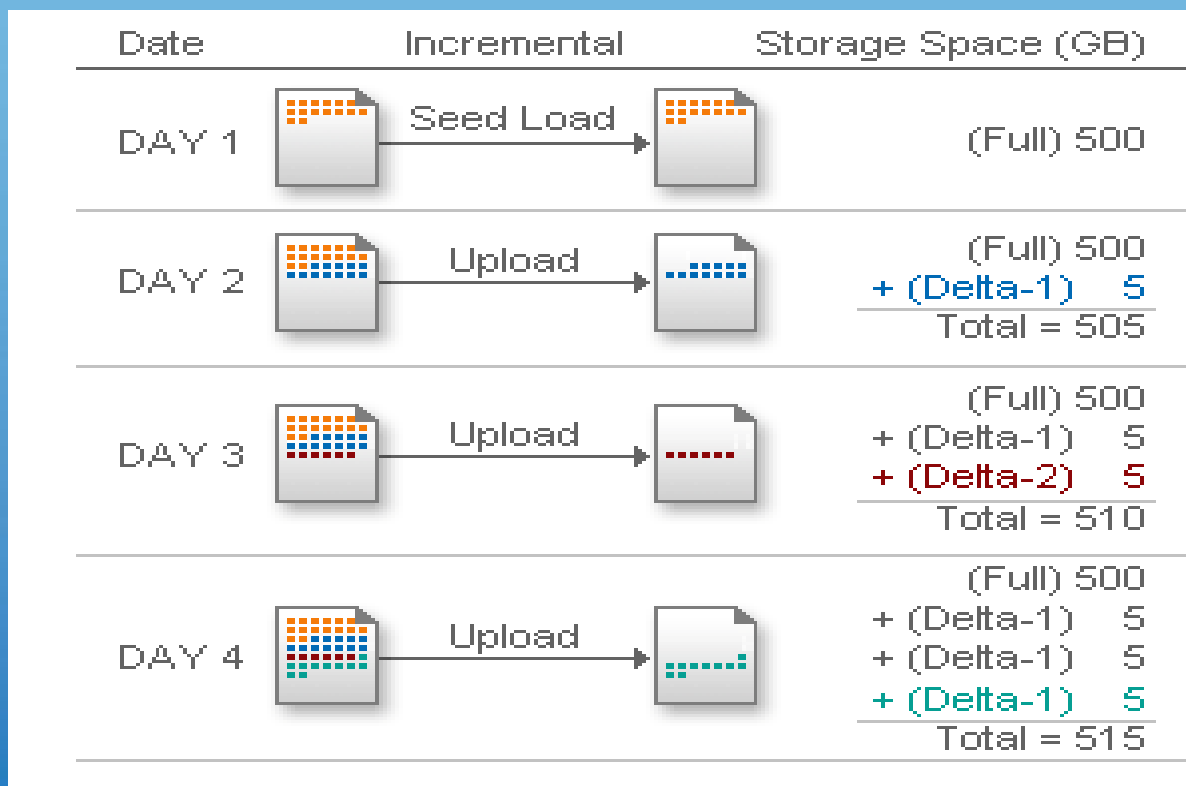 Date Incremental Storage Space (GB)
DAY 1 Seed Load (Full) 500
DAY 2 Upload (Full) 500
+ (Delta-1) 5
Total = 505
DAY 3 Upload (Full) 500
+ (Delta-1) 5
+ (Delta-2) 5
Total = 510
DAY 4 Upload (Full) 500
+ (Delta-1) 5
+ (Delta-1) 5
+ (Delta-1) 5
Total = 515